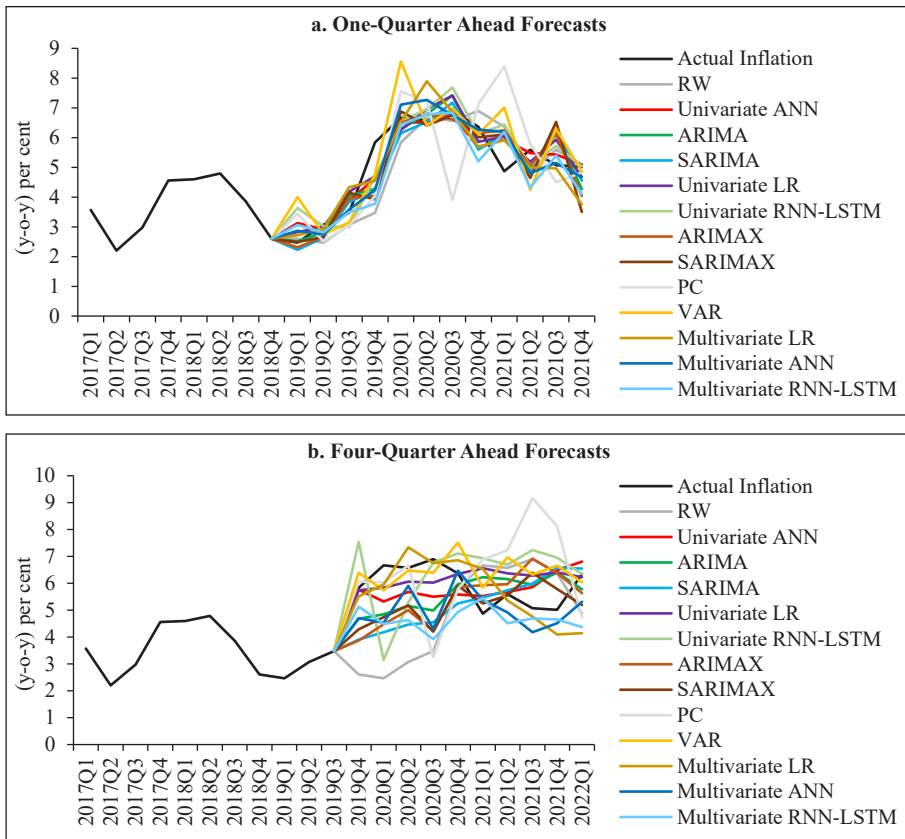 a. One-Quarter Ahead Forecasts
(y-o-y) per cent
9
8
7
6
5
4
3
2
1
0
2017Q1
2017Q2
2017Q3
2017Q4
2018Q1
2018Q2
2018Q3
2018Q4
2019Q1
2019Q2
2019Q3
2019Q4
2020Q1
2020Q2
2020Q3
2020Q4
2021Q1
2021Q2
2021Q3
2021Q4
Actual Inflation
RW
Univariate ANN
ARIMA
SARIMA
Univariate LR
Univariate RNN-LSTM
ARIMAX
SARIMAX
PC
VAR
Multivariate LR
Multivariate ANN
Multivariate RNN-LSTM
b. Four-Quarter Ahead Forecasts
(y-o-y) per cent
10
9
8
7
6
5
4
3
2
1
0
2017Q1
2017Q2
2017Q3
2017Q4
2018Q1
2018Q2
2018Q3
2018Q4
2019Q1
2019Q2
2019Q3
2019Q4
2020Q1
2020Q2
2020Q3
2020Q4
2021Q1
2021Q2
2021Q3
2021Q4
2022Q1
Actual Inflation
RW
Univariate ANN
ARIMA
SARIMA
Univariate LR
Univariate RNN-LSTM
ARIMAX
SARIMAX
PC
VAR
Multivariate LR
Multivariate ANN
Multivariate RNN-LSTM